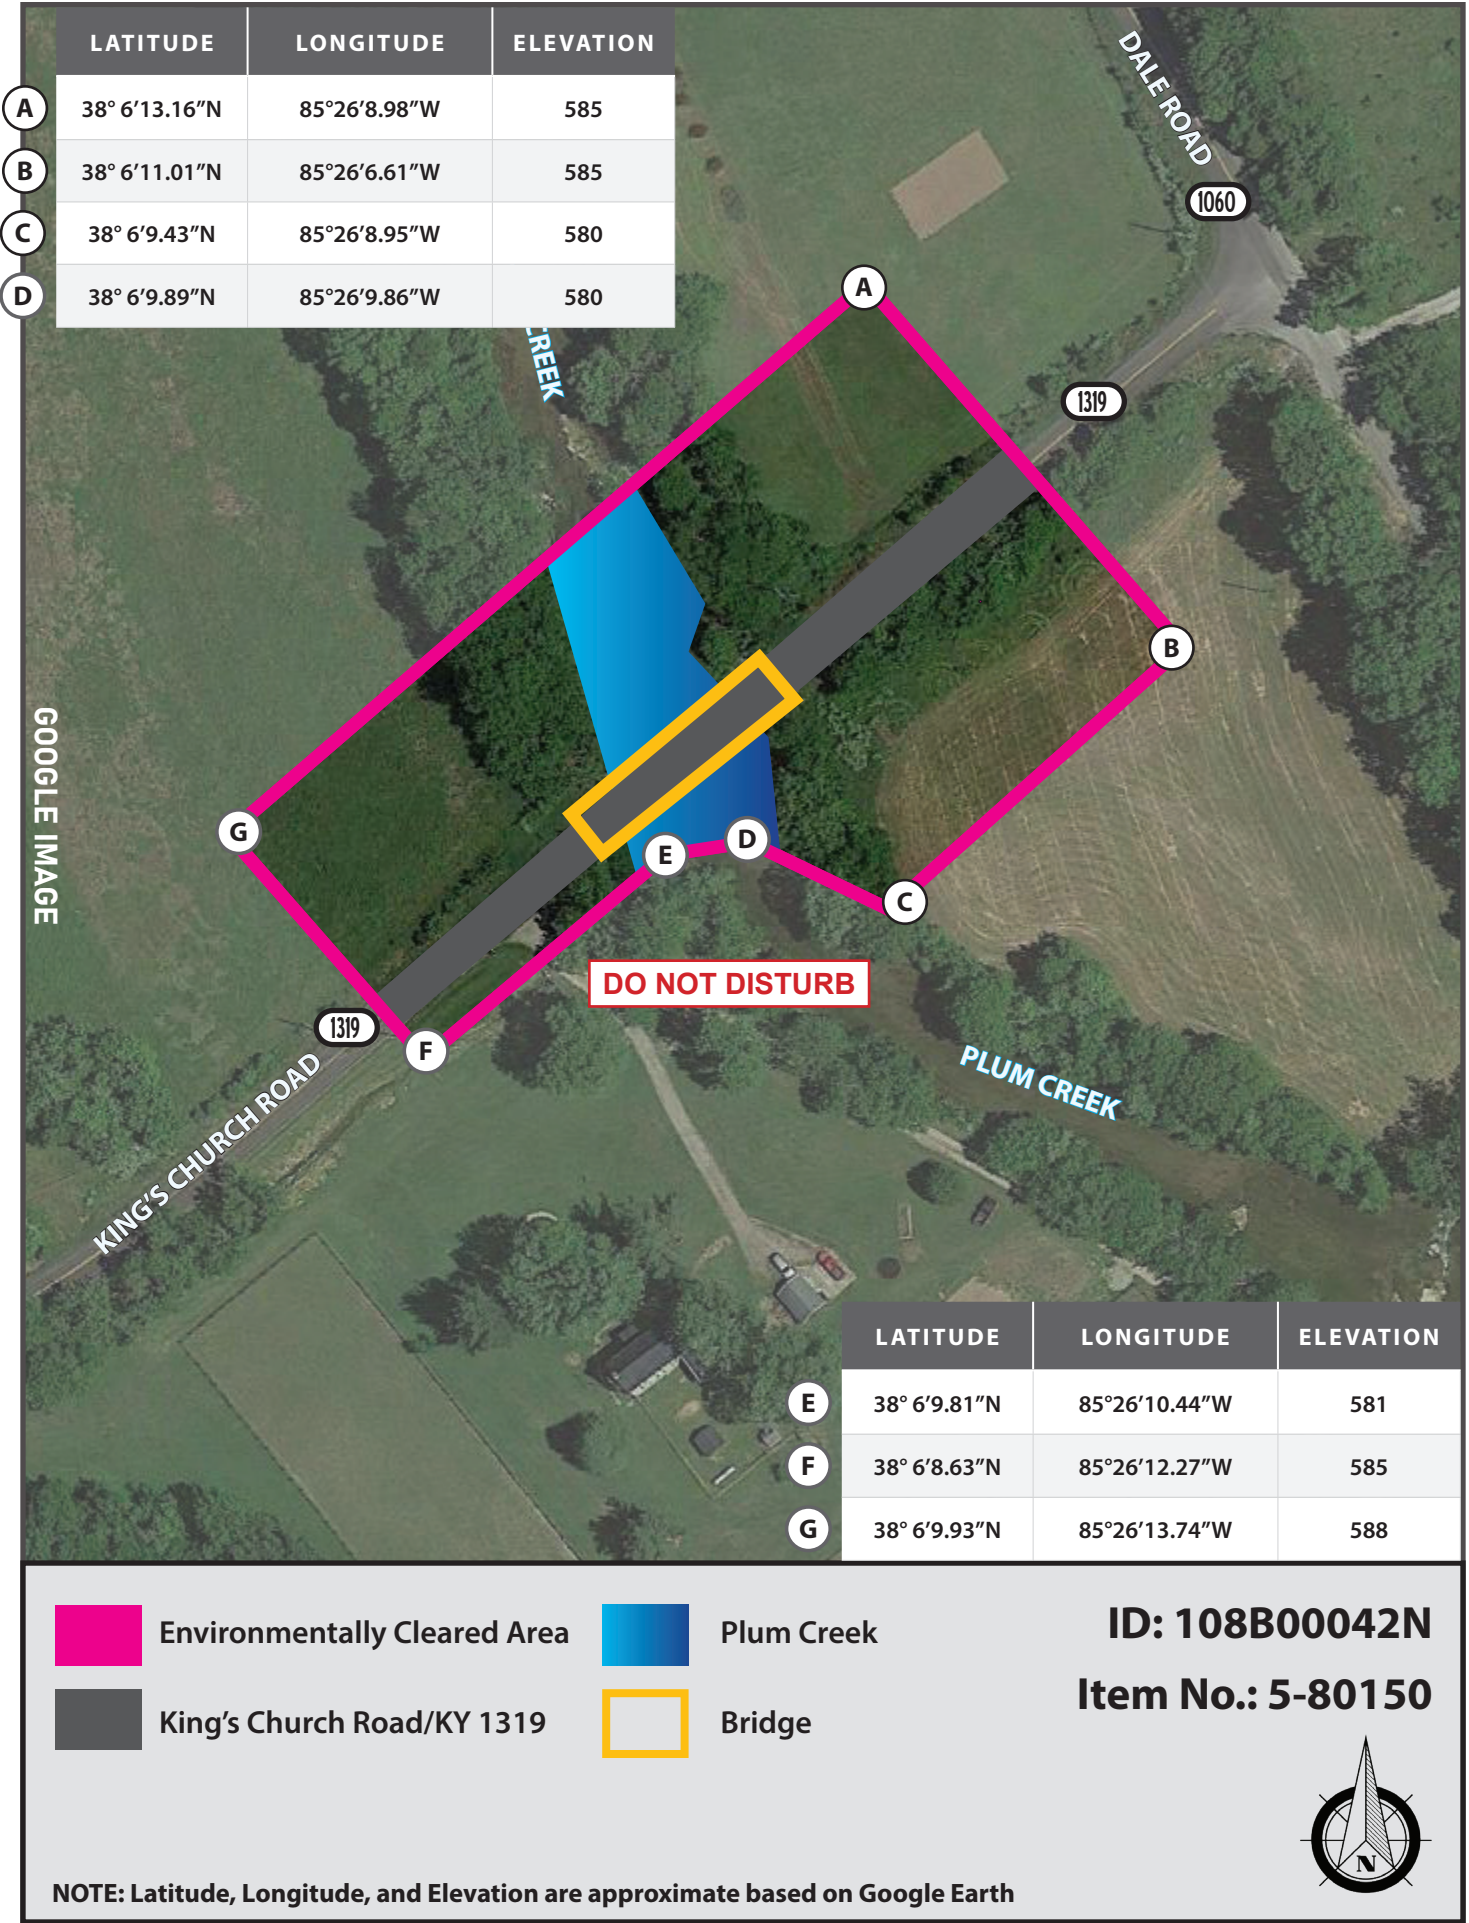 LATITUDE LONGITUDE ELEVATION
A 38° 6’13.16”N 85°26’8.98”W 585
B 38° 6’11.01”N 85°26’6.61”W 585
C 38° 6’9.43”N 85°26’8.95”W 580
D 38° 6’9.89”N 85°26’9.86”W 580
DALE ROAD
1060
CREEK
A
1319
B
GOOGLE IMAGE
G
D
E
C
DO NOT DISTURB
1319
F
PLUM CREEK
KING’S CHURCH ROAD
LATITUDE LONGITUDE ELEVATION
E 38° 6’9.81”N 85°26’10.44”W 581
F 38° 6’8.63”N 85°26’12.27”W 585
G 38° 6’9.93”N 85°26’13.74”W 588
Environmentally Cleared Area
Plum Creek
ID: 108B00042N
King’s Church Road/KY 1319
Bridge
Item No.: 5-80150
N
NOTE: Latitude, Longitude, and Elevation are approximate based on Google Earth